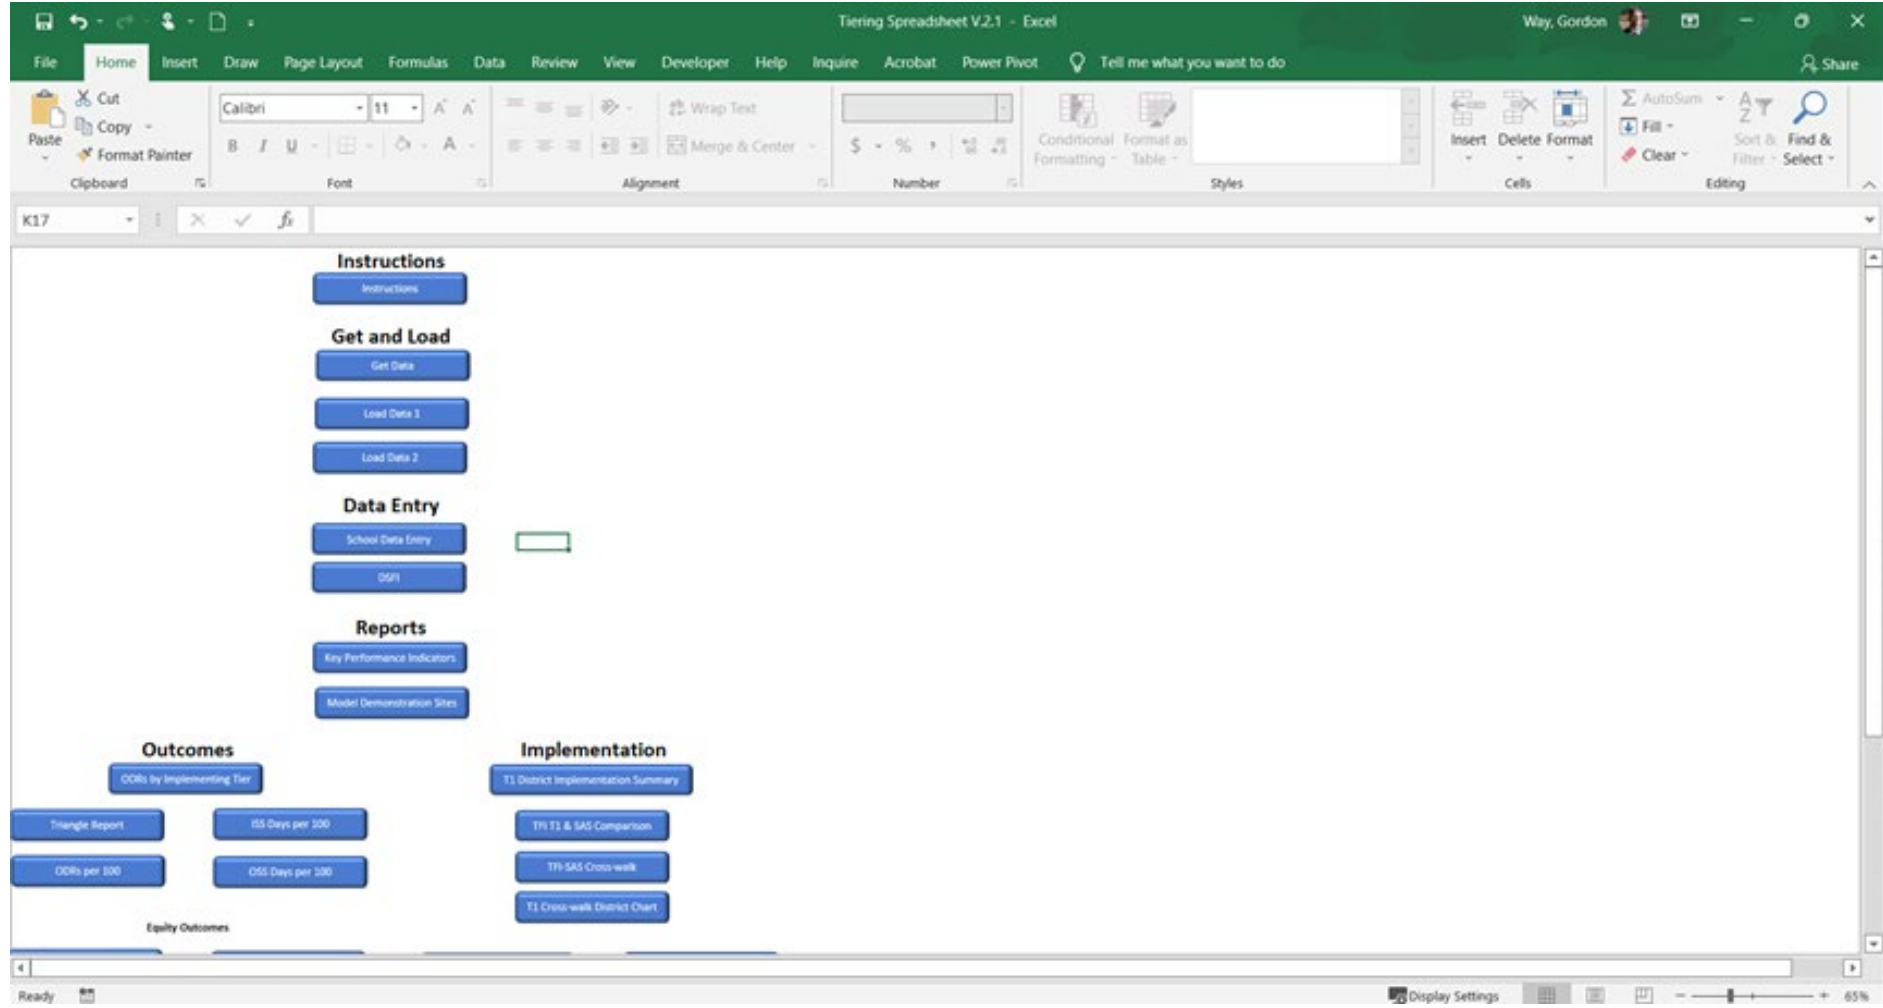 Tiering Spreadsheet V.2.1 - Excel
Way, Gordon
File Home Insert Draw Page Layout Formulas Data Review View Developer Help Inquire Acrobat Power Pivot Tell me what you want to do Share
Paste
Cut
Copy
Format Painter
Clipboard
Calibri 11
B I U
Font
Wrap Text
Merge & Center
Alignment
$ % ,
Number
Conditional Formatting
Format as Table
Styles
Insert Delete Format
Cells
AutoSum
Fill
Clear
Sort & Filter
Find & Select
Editing
K17
fx
Instructions
Instructions
Get and Load
Get Data
Load Data 1
Load Data 2
Data Entry
School Data Entry
DSFI
Reports
Key Performance Indicators
Model Demonstration Sites
Outcomes
ODRs by Implementing Tier
Triangle Report
ISS Days per 100
ODRs per 100
OSS Days per 100
Equity Outcomes
Implementation
T1 District Implementation Summary
TFI T1 & SAS Comparison
TFI-SAS Cross-walk
T1 Cross-walk District Chart
Ready
Display Settings
65%